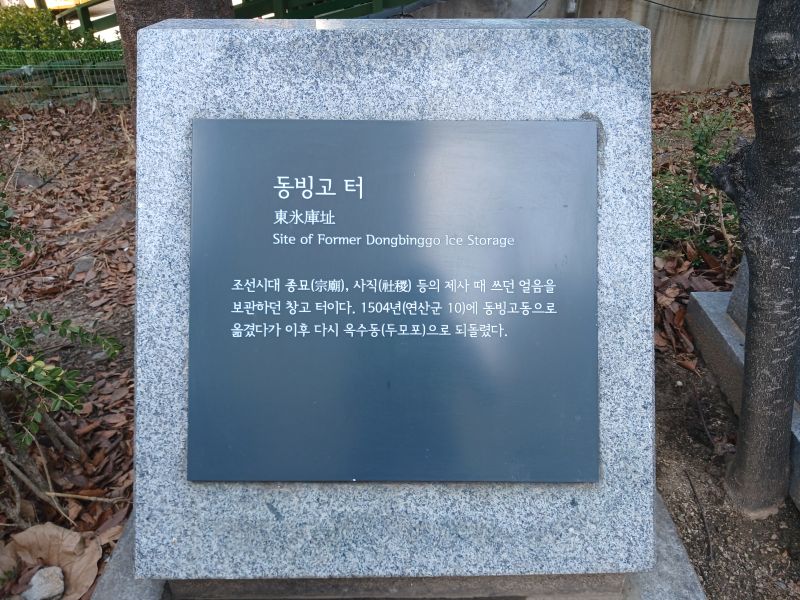 동빙고 터
東氷庫址
Site of Former Dongbinggo Ice Storage
조선시대 종묘(宗廟), 사직(社稷) 등의 제사 때 쓰던 얼음을
보관하던 창고 터이다. 1504년(연산군 10)에 동빙고동으로
옮겼다가 이후 다시 옥수동(두모포)으로 되돌렸다.